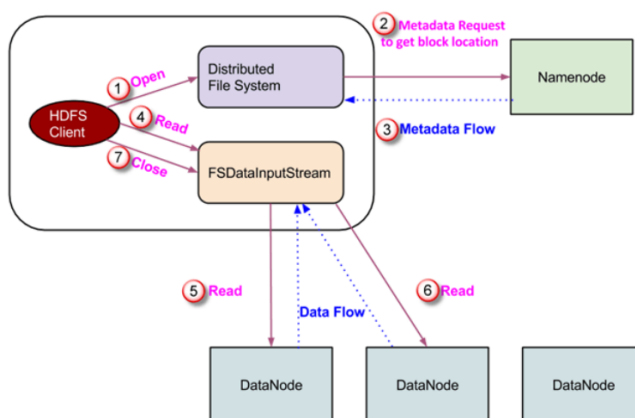 2 Metadata Request
to get block location
Distributed
File System
Namenode
1 Open
HDFS
Client
4 Read
3 Metadata Flow
7 Close
FSDataInputStream
5 Read
6 Read
Data Flow
DataNode
DataNode
DataNode